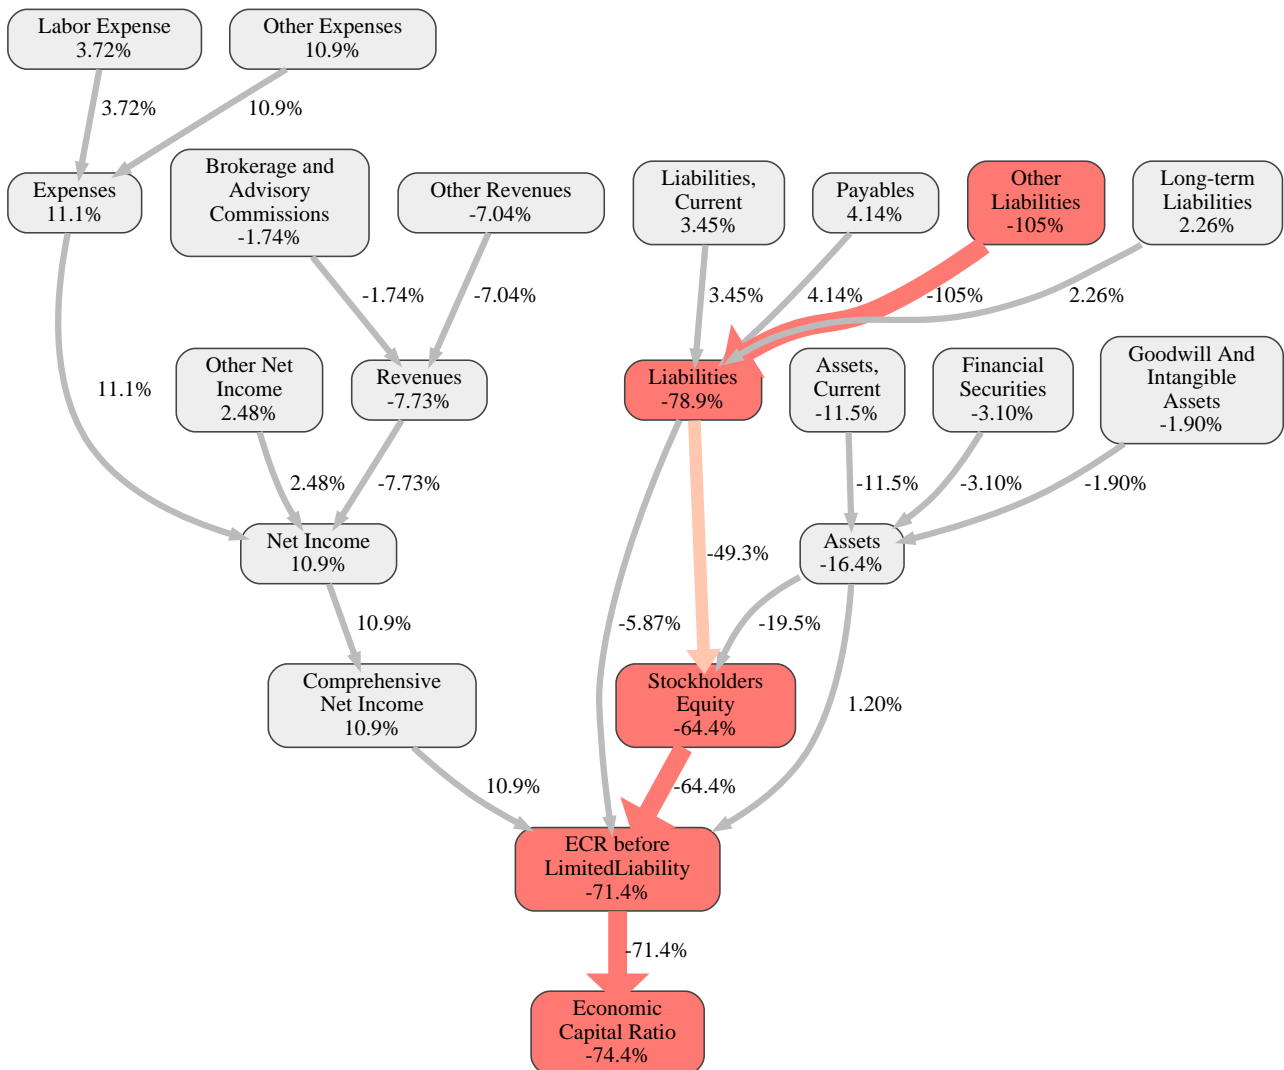 Labor Expense
3.72%
Other Expenses
10.9%
3.72%
10.9%
Expenses
11.1%
Brokerage and
Advisory
Commissions
-1.74%
Other Revenues
-7.04%
Liabilities,
Current
3.45%
Payables
4.14%
Other
Liabilities
-105%
Long-term
Liabilities
2.26%
-1.74%
-7.04%
3.45%
4.14%
-105%
2.26%
11.1%
Other Net
Income
2.48%
Revenues
-7.73%
Liabilities
-78.9%
Assets,
Current
-11.5%
Financial
Securities
-3.10%
Goodwill And
Intangible
Assets
-1.90%
2.48%
-7.73%
-11.5%
-3.10%
-1.90%
Net Income
10.9%
-49.3%
Assets
-16.4%
10.9%
-5.87%
-19.5%
Comprehensive
Net Income
10.9%
Stockholders
Equity
-64.4%
1.20%
10.9%
-64.4%
ECR before
LimitedLiability
-71.4%
-71.4%
Economic
Capital Ratio
-74.4%